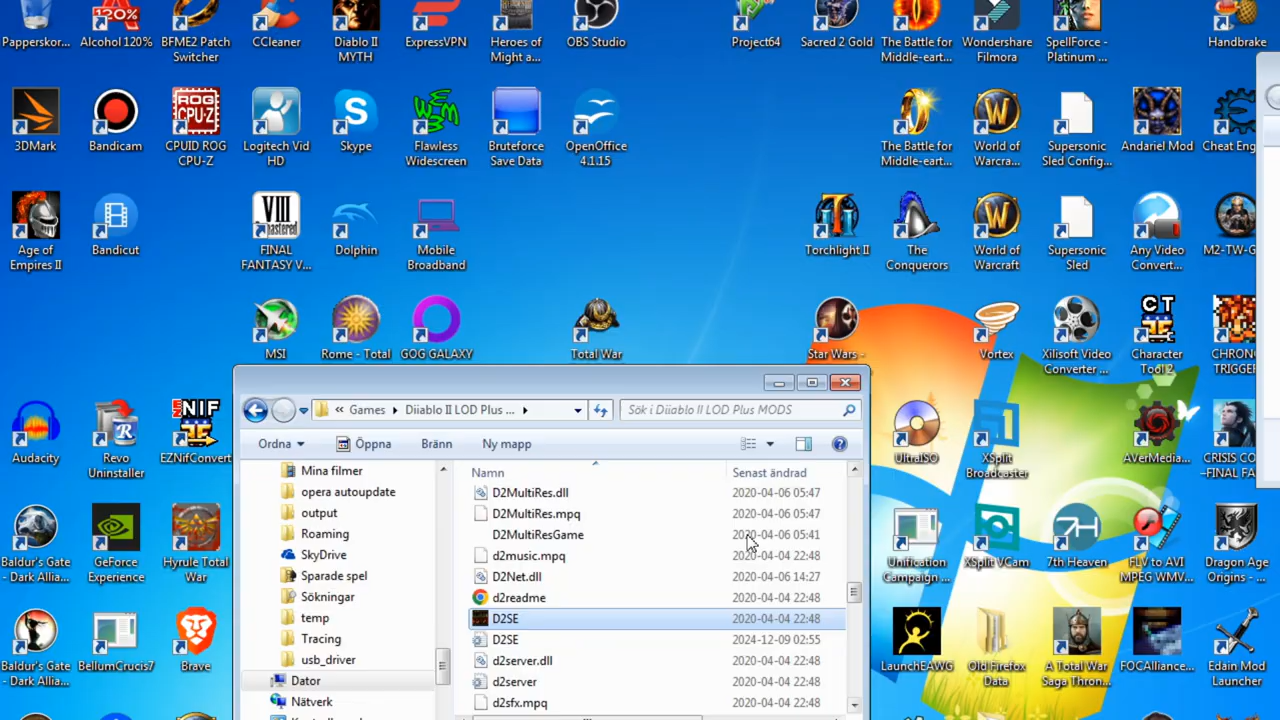 120%
Papperskor...
Alcohol 120%
BFME2 Patch
Switcher
CCleaner
Diablo II
MYTH
ExpressVPN
Heroes of
Might a...
OBS Studio
Project64
Sacred 2 Gold
The Battle for
Middle-eart...
Wondershare
Filmora
SpellForce -
Platinum ...
Handbrake
ROG
CPU-Z
3DMark
Bandicam
CPUID ROG
CPU-Z
Logitech Vid
HD
Skype
Flawless
Widescreen
Bruteforce
Save Data
OpenOffice
4.1.15
The Battle for
Middle-eart...
World of
Warcra...
Supersonic
Sled Config...
Andariel Mod
Cheat Eng
VIII
Age of
Empires II
Bandicut
FINAL
FANTASY V...
Dolphin
Mobile
Broadband
Torchlight II
The
Conquerors
World of
Warcraft
Supersonic
Sled
Any Video
Convert...
M2-TW-G
CT
MSI
Rome - Total
GOG GALAXY
Total War
Star Wars -
Vortex
Xilisoft Video
Converter ...
Character
Tool 2
CHRON
TRIGGER
NIF
Audacity
Revo
Uninstaller
EZNifConvert
UltraISO
XSplit
Broadcaster
AVerMedia...
CRISIS CO
–FINAL FA
Games
Diiablo II LOD Plus ...
Sök i Diiablo II LOD Plus MODS
Ordna
Öppna
Bränn
Ny mapp
Namn
Senast ändrad
Mina filmer
opera autoupdate
output
Roaming
SkyDrive
Sparade spel
Sökningar
temp
Tracing
usb_driver
Dator
Nätverk
D2MultiRes.dll 2020-04-06 05:47
D2MultiRes.mpq 2020-04-06 05:47
D2MultiResGame 2020-04-06 05:41
d2music.mpq 2020-04-04 22:48
D2Net.dll 2020-04-06 14:27
d2readme 2020-04-04 22:48
D2SE 2020-04-04 22:48
D2SE 2024-12-09 02:55
d2server.dll 2020-04-04 22:48
d2server 2020-04-04 22:48
d2sfx.mpq 2020-04-04 22:48
Baldur's Gate
- Dark Allia...
GeForce
Experience
Hyrule Total
War
Unification
Campaign ...
XSplit VCam
7th Heaven
FLV to AVI
MPEG WMV...
Dragon Age
Origins - ...
Baldur's Gate
- Dark Allia...
BellumCrucis7
Brave
LaunchEAWG
Old Firefox
Data
A Total War
Saga Thron...
FOCAlliance...
Edain Mod
Launcher